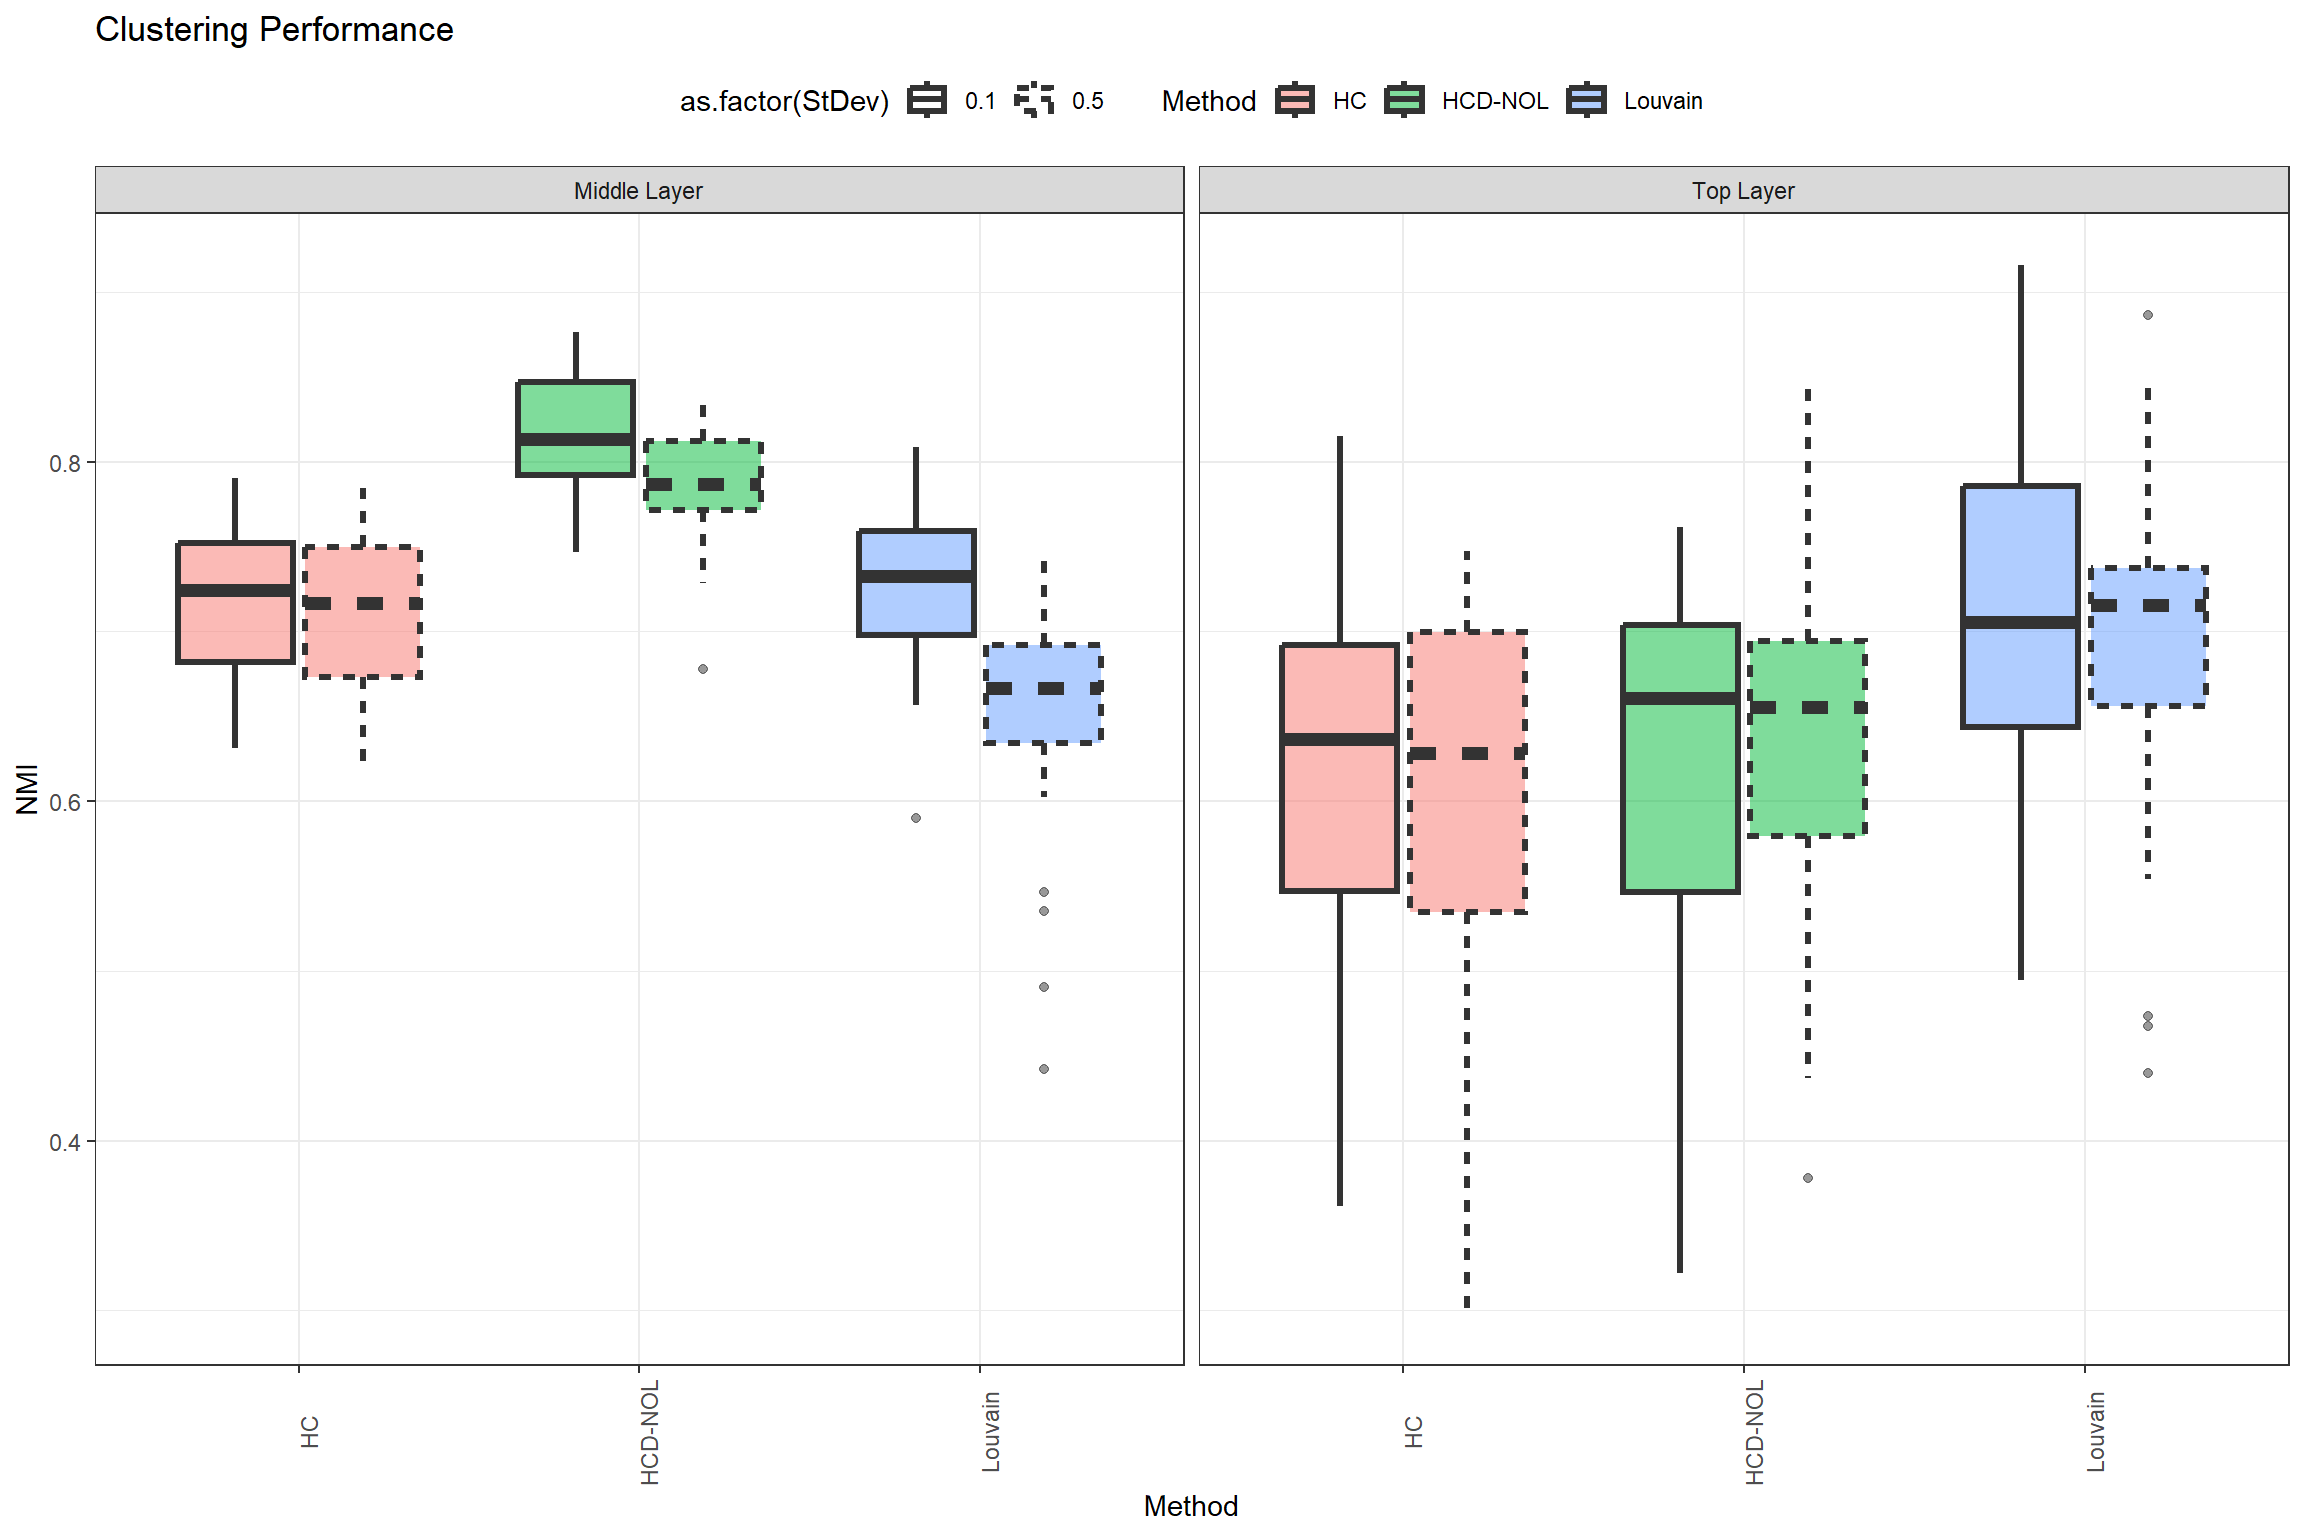 Clustering Performance
as.factor(StDev) 0.1 0.5 Method HC HCD-NOL Louvain
Middle Layer
Top Layer
NMI
0.8
0.6
0.4
HC
HCD-NOL
Louvain
HC
HCD-NOL
Louvain
Method